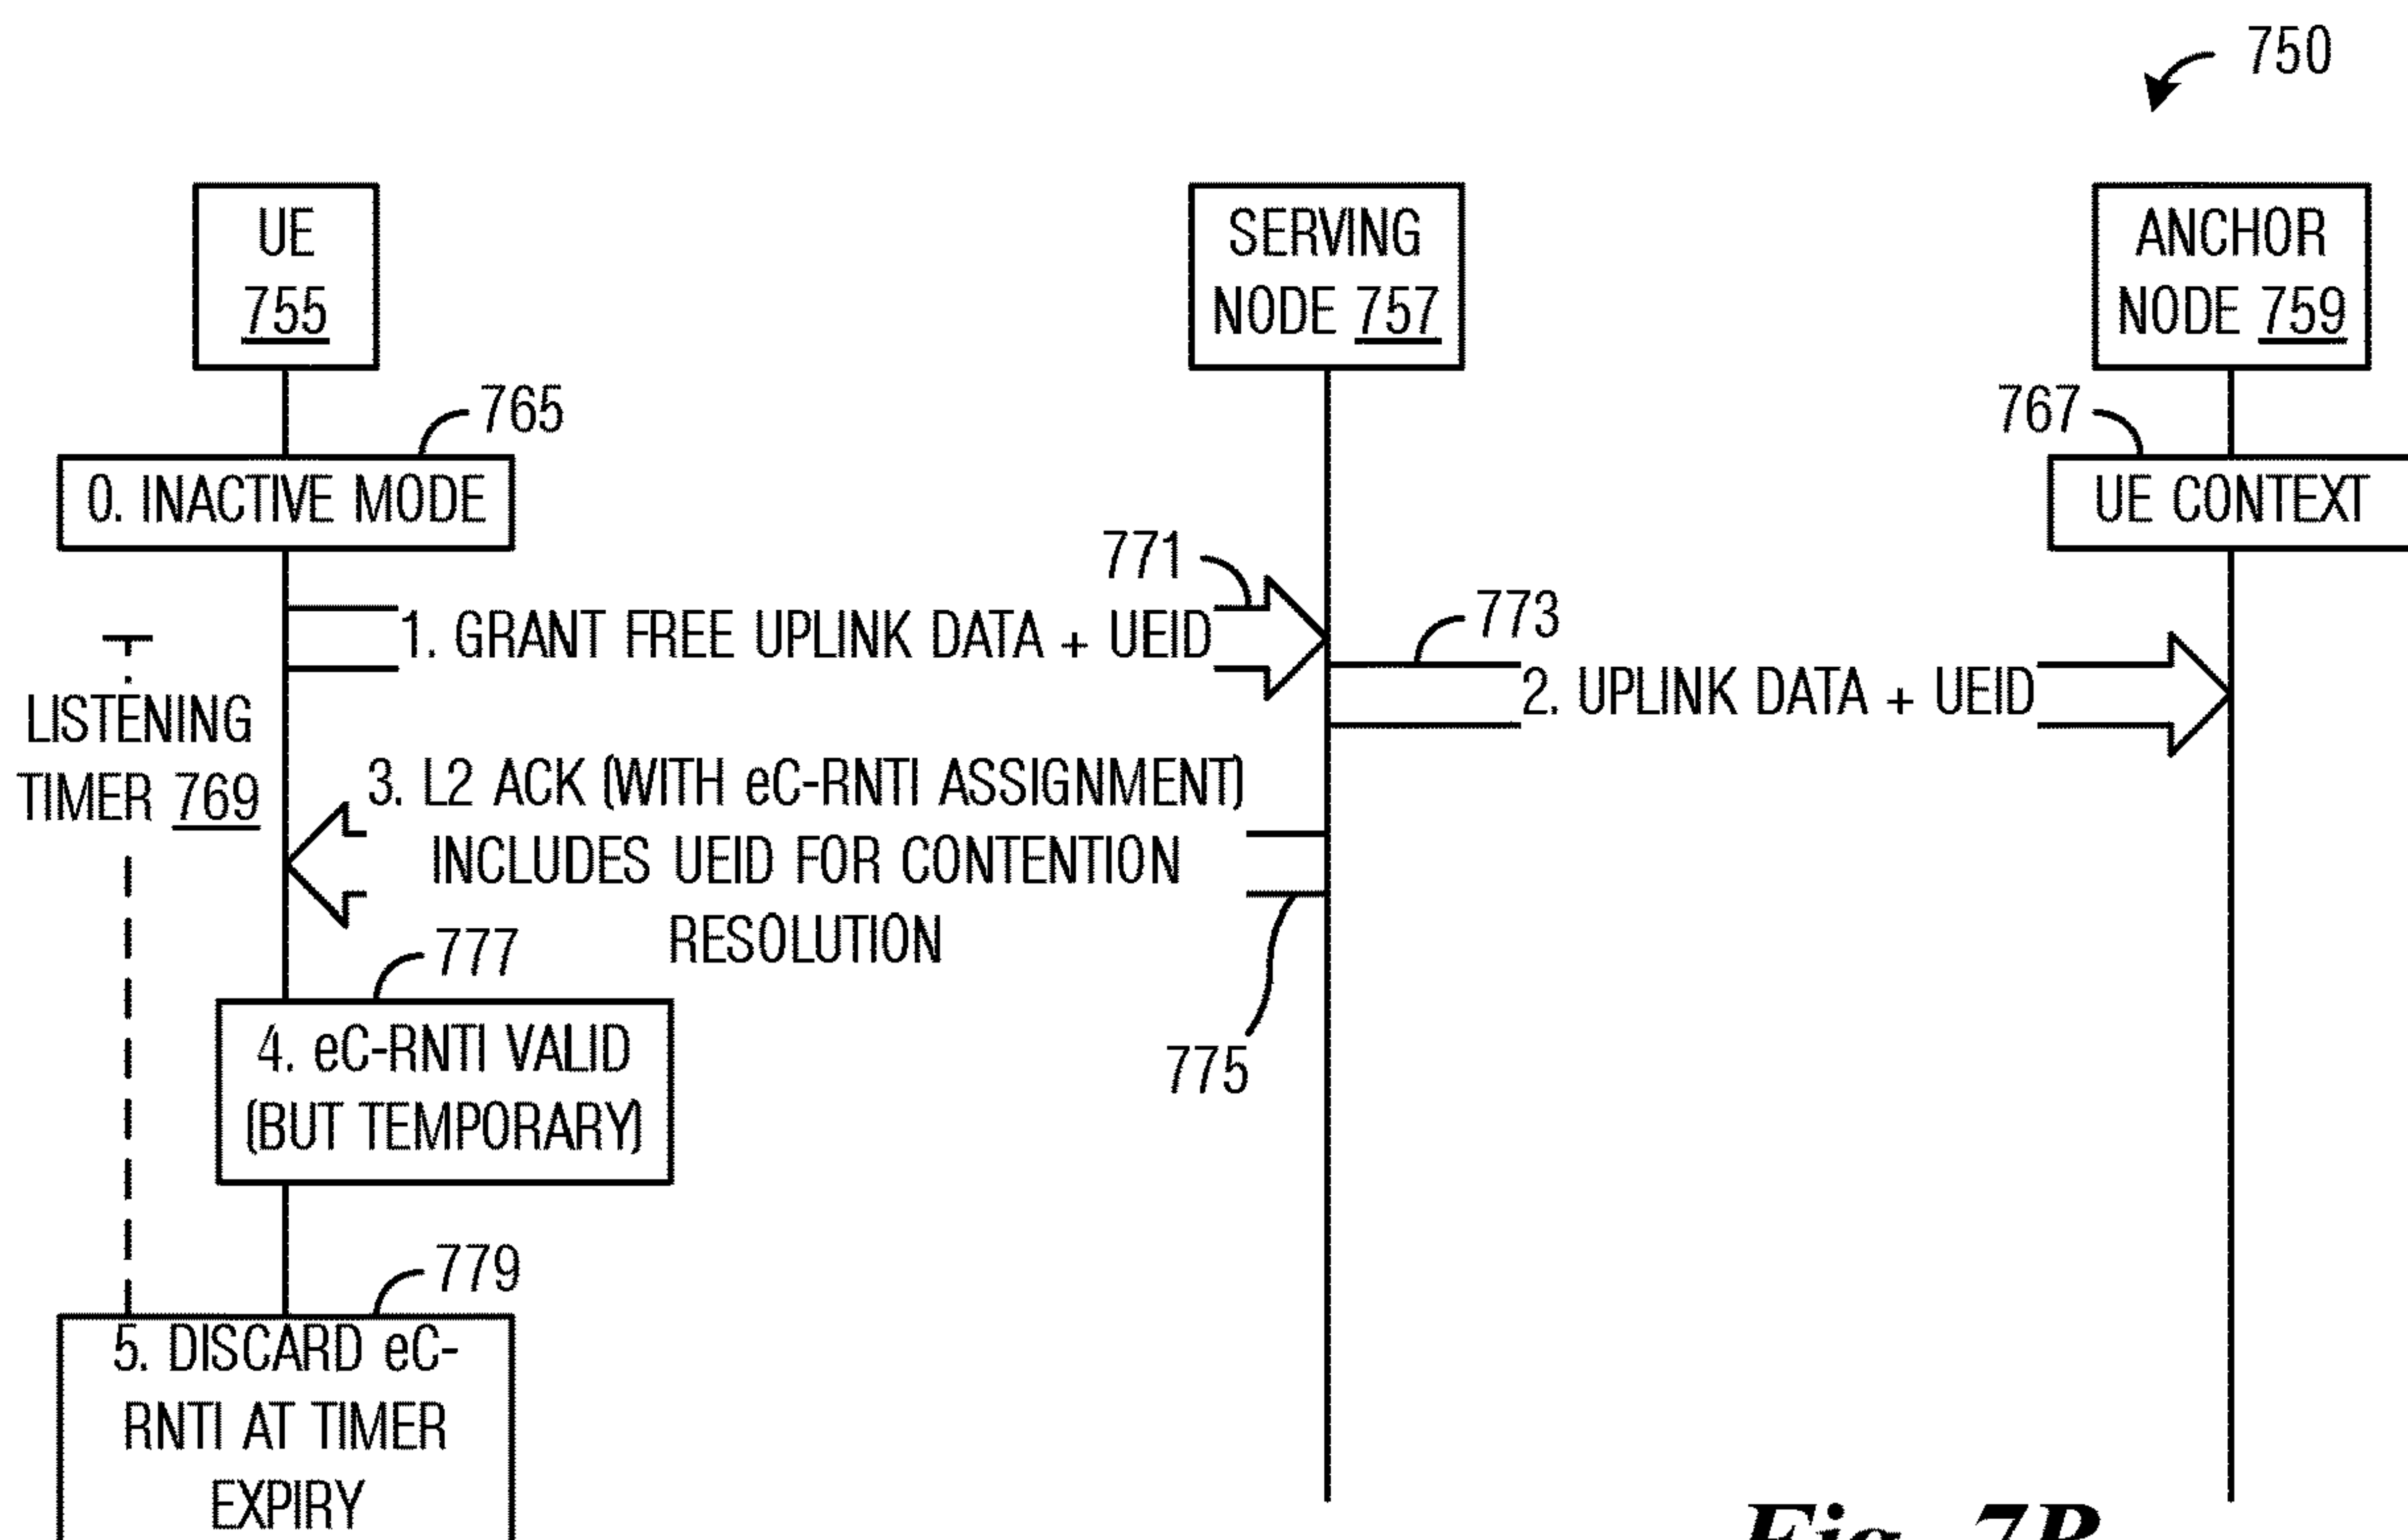 750
UE
755
SERVING
NODE 757
ANCHOR
NODE 759
765
767
0. INACTIVE MODE
UE CONTEXT
771
1. GRANT FREE UPLINK DATA + UEID
773
2. UPLINK DATA + UEID
LISTENING
TIMER 769
3. L2 ACK (WITH eC-RNTI ASSIGNMENT)
INCLUDES UEID FOR CONTENTION
RESOLUTION
775
777
4. eC-RNTI VALID
(BUT TEMPORARY)
779
5. DISCARD eC-
RNTI AT TIMER
EXPIRY
Fig. 7B